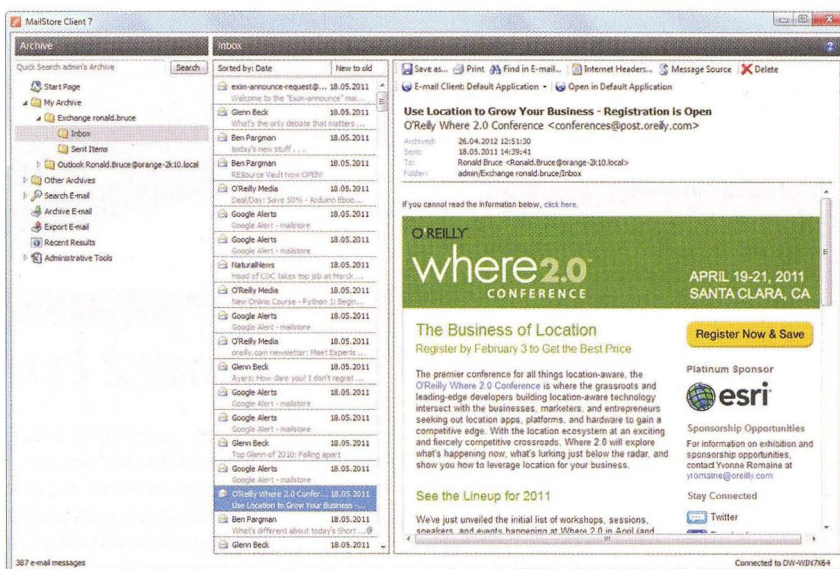 MailStore Client 7
Archive
Inbox
Quick Search admin's Archive
Search
Start Page
My Archive
Exchange ronald.bruce
Inbox
Sent Items
Outlook Ronald.Bruce@orange-2k10.local
Other Archives
Search E-mail
Archive E-mail
Export E-mail
Recent Results
Administrative Tools
Sorted by: Date New to old
exim-announce-request@... 18.05.2011
Welcome to the "Exim-announce" mai...
Glenn Beck 18.05.2011
What's the only debate that matters ...
Ben Pargman 18.05.2011
today's new stuff . . .
Ben Pargman 18.05.2011
RESource Vault Now OPEN!
O'Reilly Media 18.05.2011
Deal/Day: Save 50% - Arduino Eboo...
Google Alerts 18.05.2011
Google Alert - mailstore
Google Alerts 18.05.2011
Google Alert - mailstore
NaturalNews 18.05.2011
Head of CDC takes top job at Merck ...
O'Reilly Media 18.05.2011
New Online Course - Python 1: Begin...
Google Alerts 18.05.2011
Google Alert - mailstore
O'Reilly Media 18.05.2011
oreilly.com newsletter: Meet Experts ...
Glenn Beck 18.05.2011
Ayers: How dare you! I don't regret ...
Google Alerts 18.05.2011
Google Alert - mailstore
Google Alerts 18.05.2011
Google Alert - mailstore
Glenn Beck 18.05.2011
Top Glenn of 2010: Falling apart
Google Alerts 18.05.2011
Google Alert - mailstore
O'Reilly Where 2.0 Confer... 18.05.2011
Use Location to Grow Your Business -...
Ben Pargman 18.05.2011
What's different about today's Short ...
Glenn Beck 18.05.2011
Save as... Print Find in E-mail... Internet Headers... Message Source Delete
E-mail Client: Default Application Open in Default Application
Use Location to Grow Your Business - Registration is Open
O'Reilly Where 2.0 Conference <conferences@post.oreilly.com>
Archived: 26.04.2012 12:51:30
Sent: 18.05.2011 14:39:41
To: Ronald Bruce <Ronald.Bruce@orange-2k10.local>
Folder: admin/Exchange ronald.bruce/Inbox
If you cannot read the information below, click here.
O'REILLY
where2.0
CONFERENCE
APRIL 19-21, 2011
SANTA CLARA, CA
The Business of Location
Register by February 3 to Get the Best Price
The premier conference for all things location-aware, the
O'Reilly Where 2.0 Conference is where the grassroots and
leading-edge developers building location-aware technology
intersect with the businesses, marketers, and entrepreneurs
seeking out location apps, platforms, and hardware to gain a
competitive edge. With the location ecosystem at an exciting
and fiercely competitive crossroads, Where 2.0 will explore
what's happening now, what's lurking just below the radar, and
show you how to leverage location for your business.
See the Lineup for 2011
We've just unveiled the initial list of workshops, sessions,
speakers, and events happening at Where 2.0 in April (and
Register Now & Save
Platinum Sponsor
esri
Sponsorship Opportunities
For information on exhibition and
sponsorship opportunities,
contact Yvonne Romaine at
yromaine@oreilly.com
Stay Connected
Twitter
387 e-mail messages
Connected to DW-WIN7X64